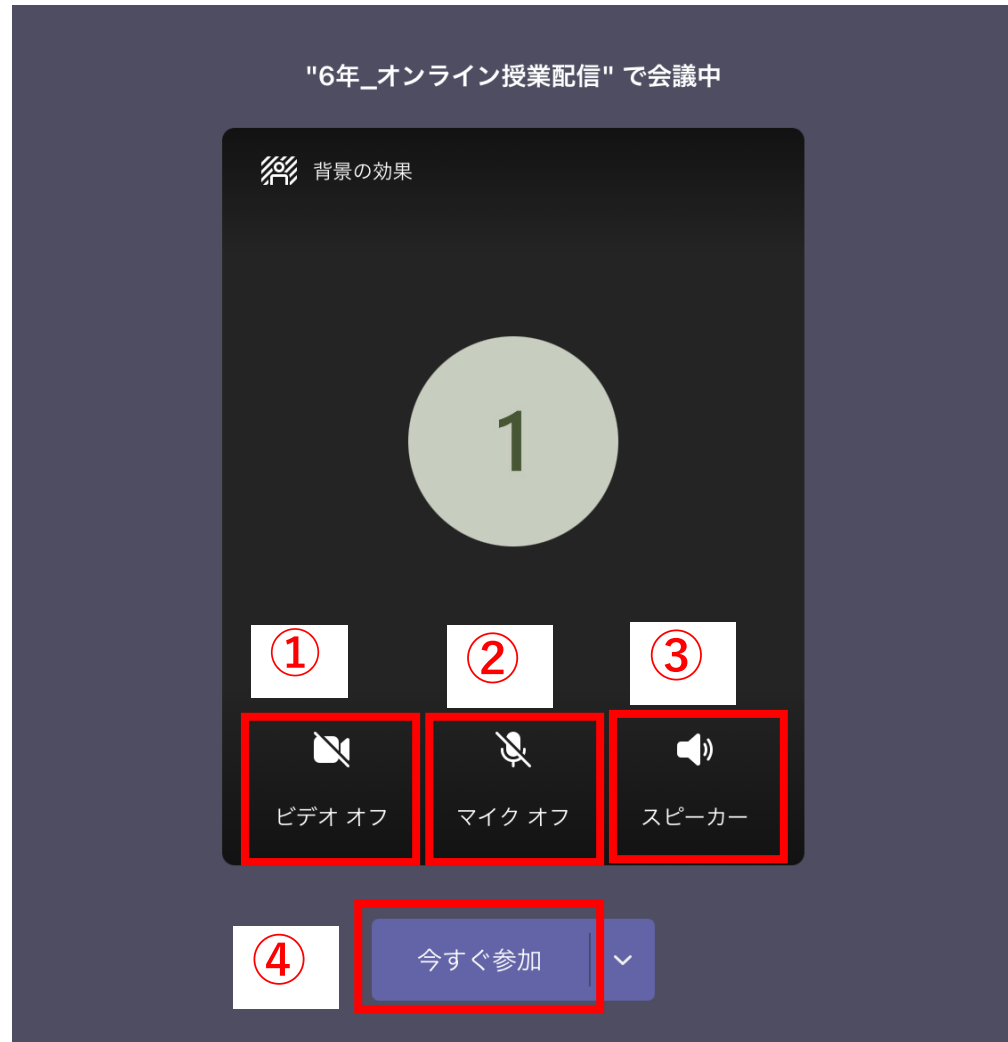 "6年_オンライン授業配信" で会議中
背景の効果
1
① ② ③
ビデオ オフ マイク オフ スピーカー
④ 今すぐ参加